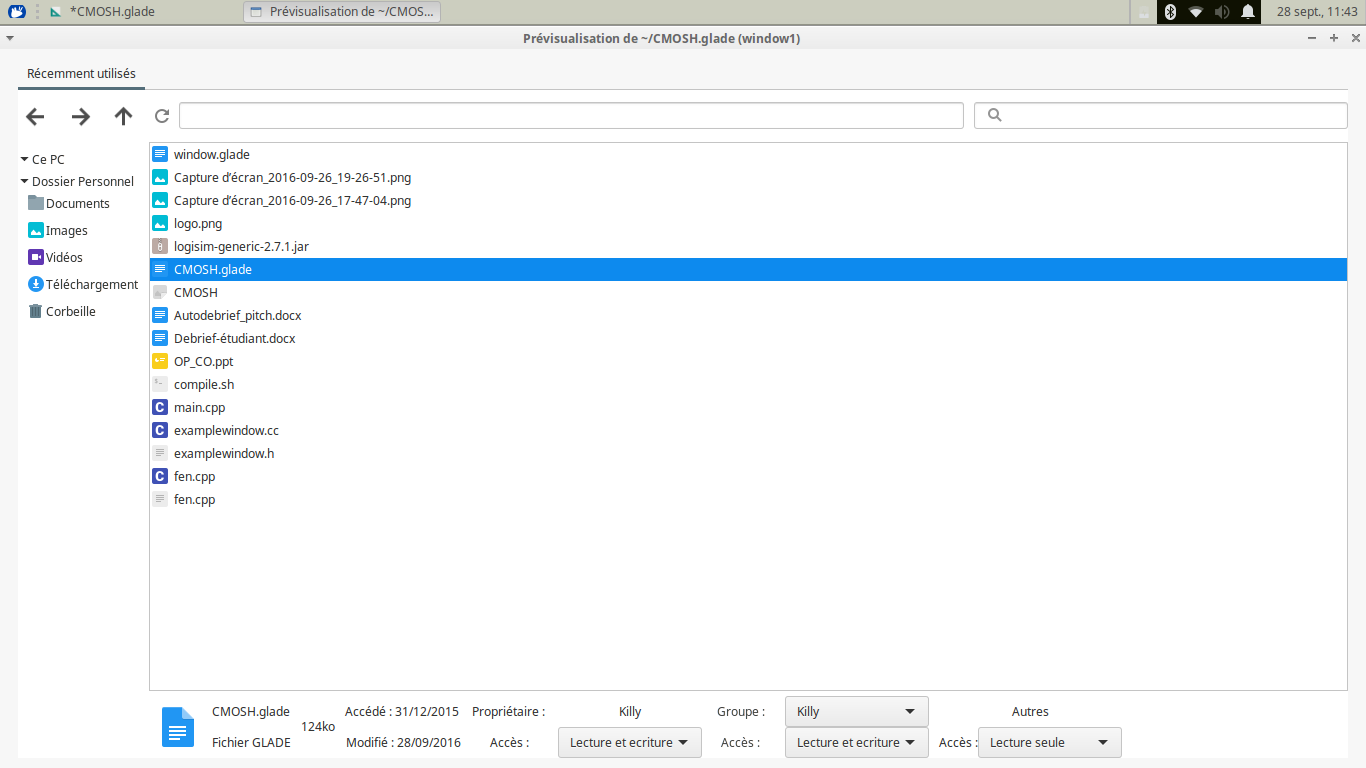 *CMOSH.glade
Prévisualisation de ~/CMOS...
28 sept., 11:43
Prévisualisation de ~/CMOSH.glade (window1)
Récemment utilisés
Ce PC
Dossier Personnel
Documents
Images
Vidéos
Téléchargement
Corbeille
window.glade
Capture d’écran_2016-09-26_19-26-51.png
Capture d’écran_2016-09-26_17-47-04.png
logo.png
logisim-generic-2.7.1.jar
CMOSH.glade
CMOSH
Autodebrief_pitch.docx
Debrief-étudiant.docx
OP_CO.ppt
compile.sh
main.cpp
examplewindow.cc
examplewindow.h
fen.cpp
fen.cpp
CMOSH.glade
Fichier GLADE
124ko
Accédé : 31/12/2015
Modifié : 28/09/2016
Propriétaire :
Killy
Accès :
Lecture et ecriture
Groupe :
Killy
Accès :
Lecture et ecriture
Autres
Accès :
Lecture seule